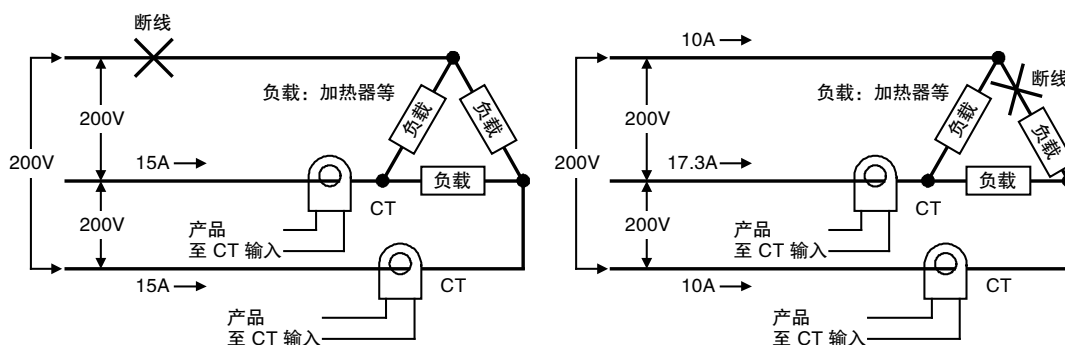 断线
负载：加热器等
负载
负载
200V
200V
15A
负载
200V
CT
产品
至 CT 输入
15A
CT
产品
至 CT 输入
10A
断线
负载：加热器等
负载
负载
200V
200V
17.3A
负载
200V
CT
产品
至 CT 输入
10A
CT
产品
至 CT 输入